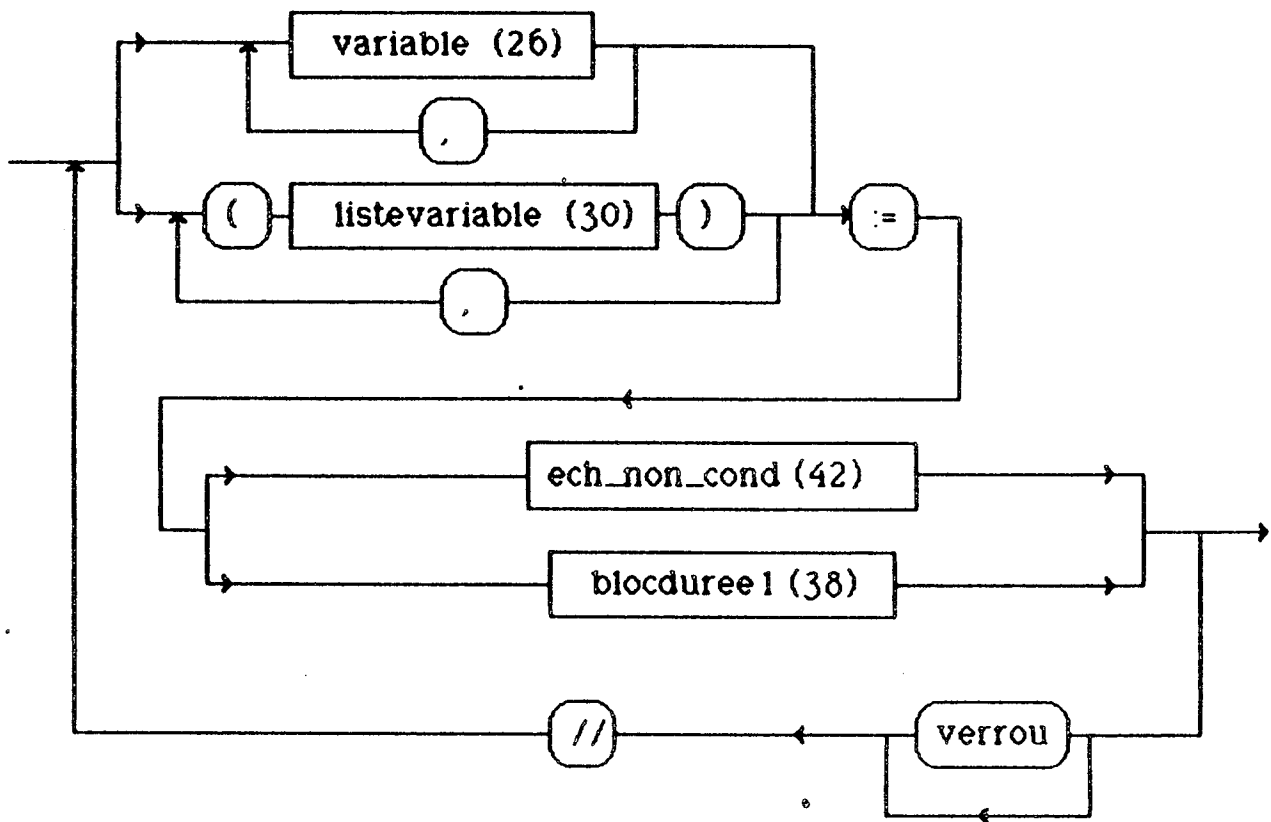 variable (26)
,
( listevariable (30) ) :=
,
ech_non_cond (42)
blocduree1 (38)
// verrou